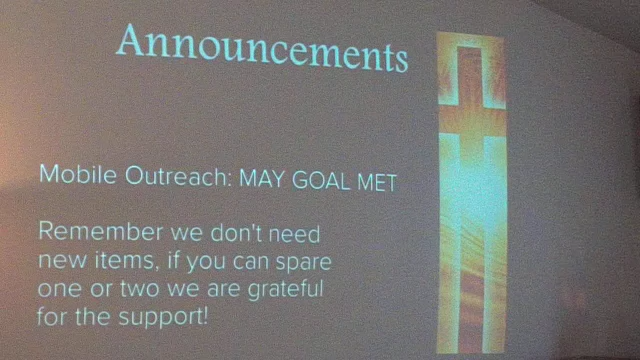 Announcements
Mobile Outreach: MAY GOAL MET
Remember we don't need
new items, if you can spare
one or two we are grateful
for the support!